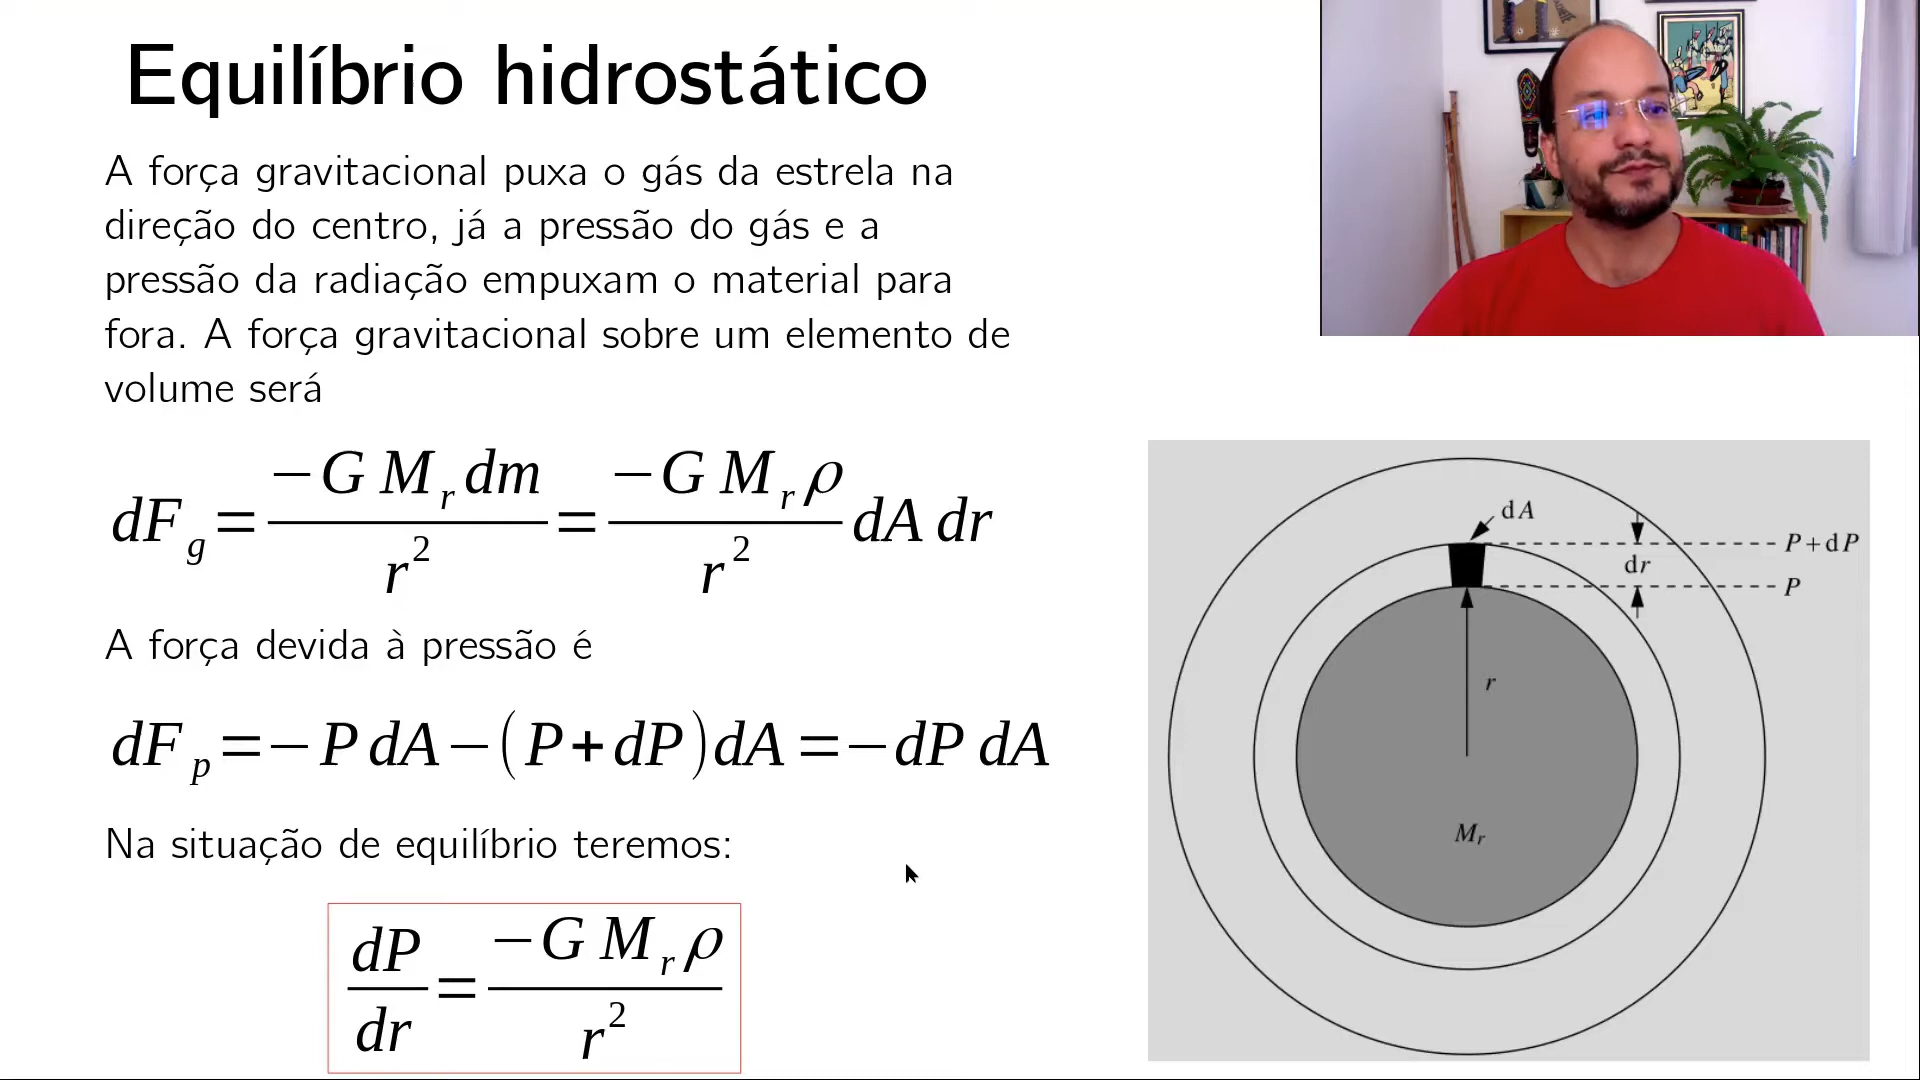 Equilíbrio hidrostático
A força gravitacional puxa o gás da estrela na
direção do centro, já a pressão do gás e a
pressão da radiação empuxam o material para
fora. A força gravitacional sobre um elemento de
volume será
dF_g = −G M_r dm / r² = −G M_r ρ / r² dA dr
A força devida à pressão é
dF_p = −P dA − (P + dP) dA = −dP dA
Na situação de equilíbrio teremos:
dP/dr = −G M_r ρ / r²
dA
P + dP
dr
P
r
M_r